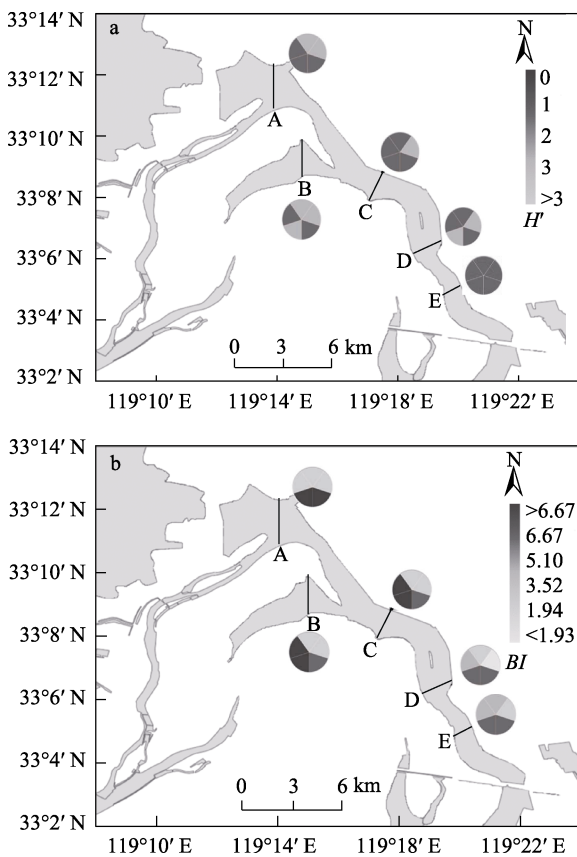 a
33°14′ N
33°12′ N
33°10′ N
33°8′ N
33°6′ N
33°4′ N
33°2′ N
A
B
C
D
E
N
0
1
2
3
>3
H′
0 3 6 km
119°10′ E 119°14′ E 119°18′ E 119°22′ E
b
33°14′ N
33°12′ N
33°10′ N
33°8′ N
33°6′ N
33°4′ N
33°2′ N
A
B
C
D
E
N
>6.67
6.67
5.10
3.52
1.94
<1.93
BI
0 3 6 km
119°10′ E 119°14′ E 119°18′ E 119°22′ E